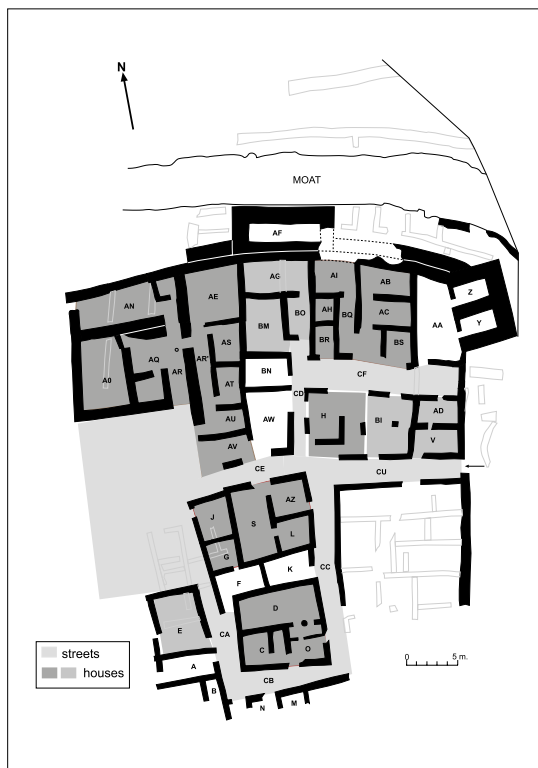 N
MOAT
AF
Z
Y
AA
AN
AE
AG
BO
AI
AB
BM
AH
BQ
AC
BR
BS
AQ
AR
AR'
AS
A0
AT
BN
CF
CD
AU
AW
H
BI
AD
V
AV
CE
CU
J
S
AZ
L
G
F
K
CC
D
E
CA
C
O
A
B
CB
N
M
streets
houses
0 5 m.